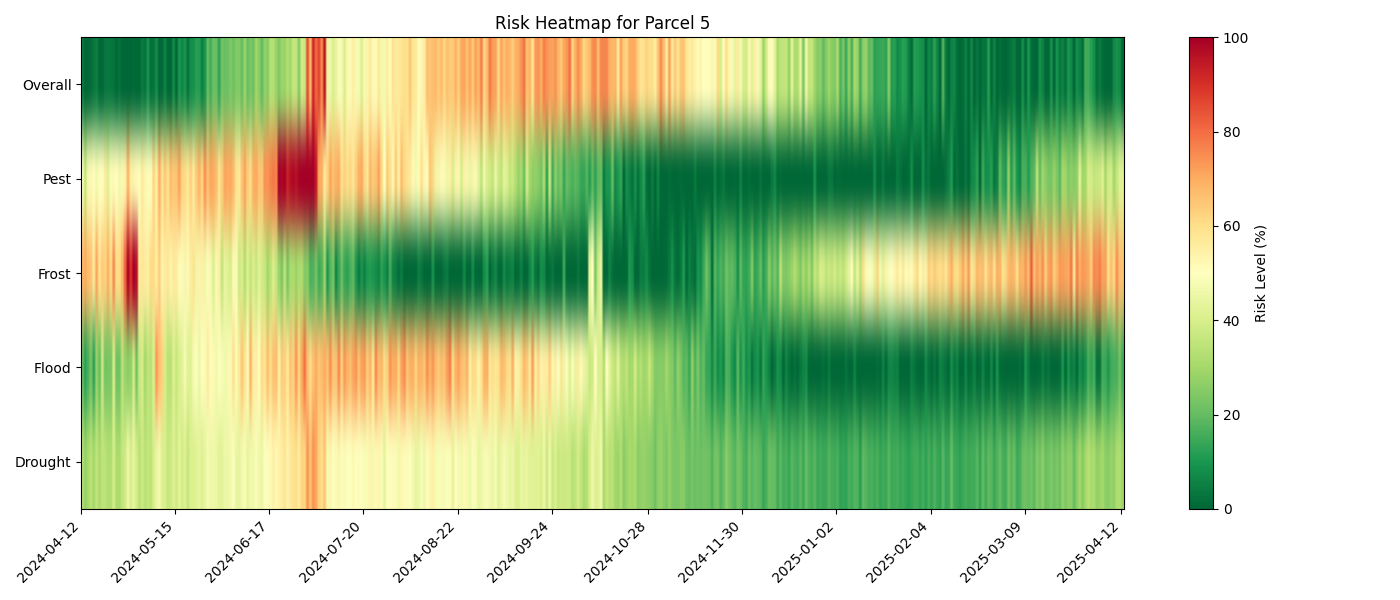 Risk Heatmap for Parcel 5
Overall
Pest
Frost
Flood
Drought
2024-04-12
2024-05-15
2024-06-17
2024-07-20
2024-08-22
2024-09-24
2024-10-28
2024-11-30
2025-01-02
2025-02-04
2025-03-09
2025-04-12
100
80
60
40
20
0
Risk Level (%)